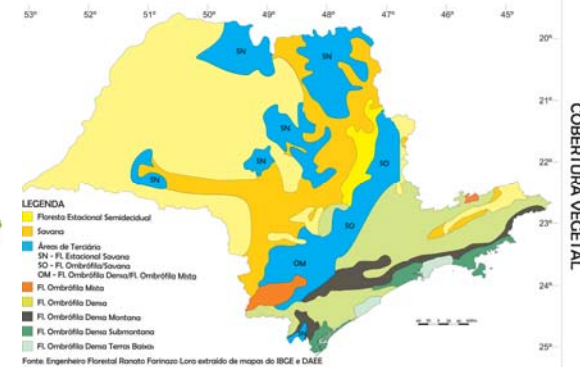 53° 51° 50° 49° 48° 47° 46° 45°
20°
21°
22°
23°
24°
25°
COBERTURA VEGETAL
SN
SN
SN
SN
SN
SO
SO
OM
LEGENDA
Floresta Estacional Semidecidual
Savana
Áreas de Terciário
SN - Fl. Estacional Savana
SO - Fl. Ombrófila/Savana
OM - Fl. Ombrófila Densa/Fl. Ombrófila Mista
Fl. Ombrófila Mista
Fl. Ombrófila Densa
Fl. Ombrófila Densa Montana
Fl. Ombrófila Densa Submontana
Fl. Ombrófila Densa Terras Baixas
Fonte: Engenheiro Florestal Renato Farinazo Lora extraído de mapas do IBGE e DAEE